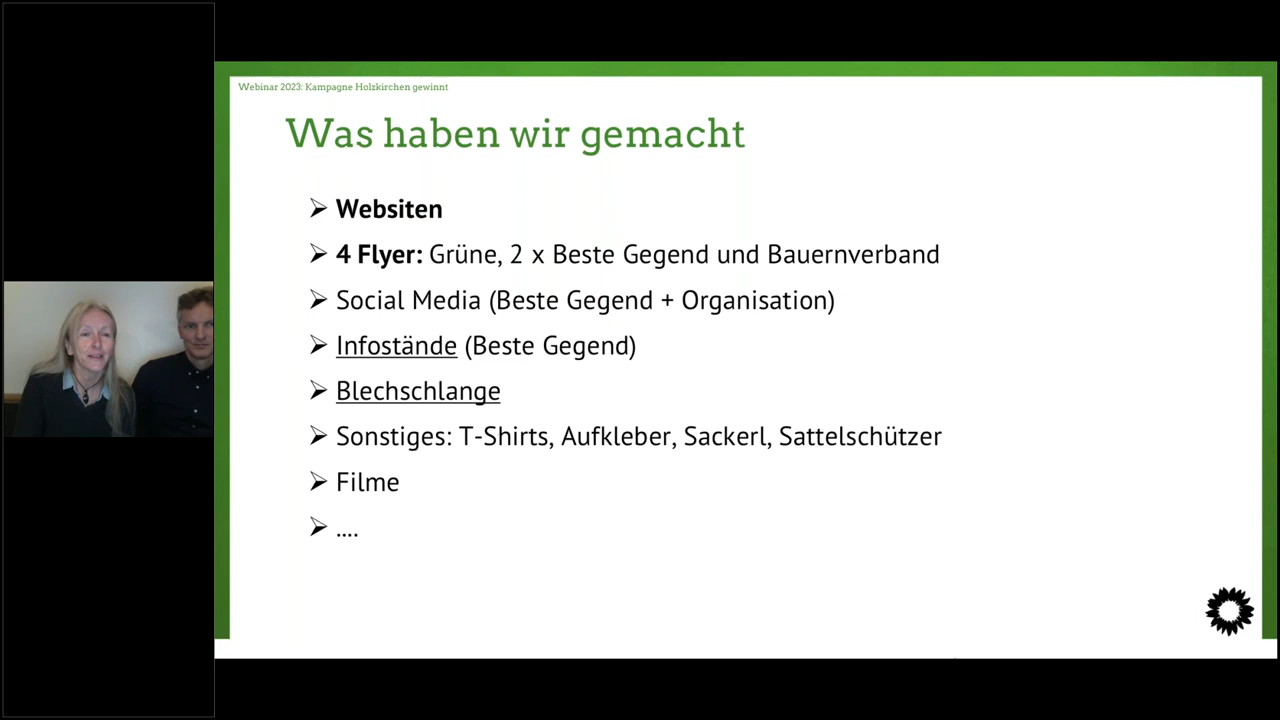 Webinar 2023: Kampagne Holzkirchen gewinnt
Was haben wir gemacht
➢ Websiten
➢ 4 Flyer: Grüne, 2 x Beste Gegend und Bauernverband
➢ Social Media (Beste Gegend + Organisation)
➢ Infostände (Beste Gegend)
➢ Blechschlange
➢ Sonstiges: T-Shirts, Aufkleber, Sackerl, Sattelschützer
➢ Filme
➢ ....